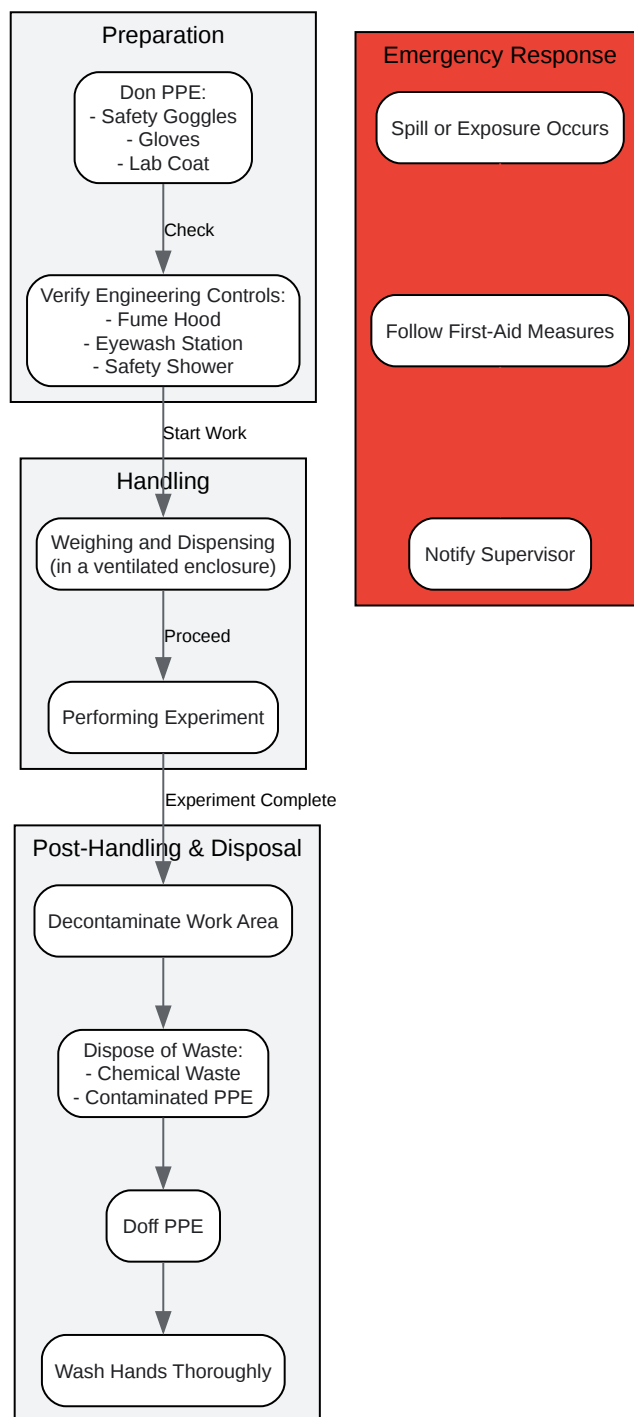 Preparation
Don PPE:
- Safety Goggles
- Gloves
- Lab Coat
Check
Verify Engineering Controls:
- Fume Hood
- Eyewash Station
- Safety Shower
Start Work
Handling
Weighing and Dispensing
(in a ventilated enclosure)
Proceed
Performing Experiment
Experiment Complete
Post-Handling & Disposal
Decontaminate Work Area
Dispose of Waste:
- Chemical Waste
- Contaminated PPE
Doff PPE
Wash Hands Thoroughly
Emergency Response
Spill or Exposure Occurs
Follow First-Aid Measures
Notify Supervisor